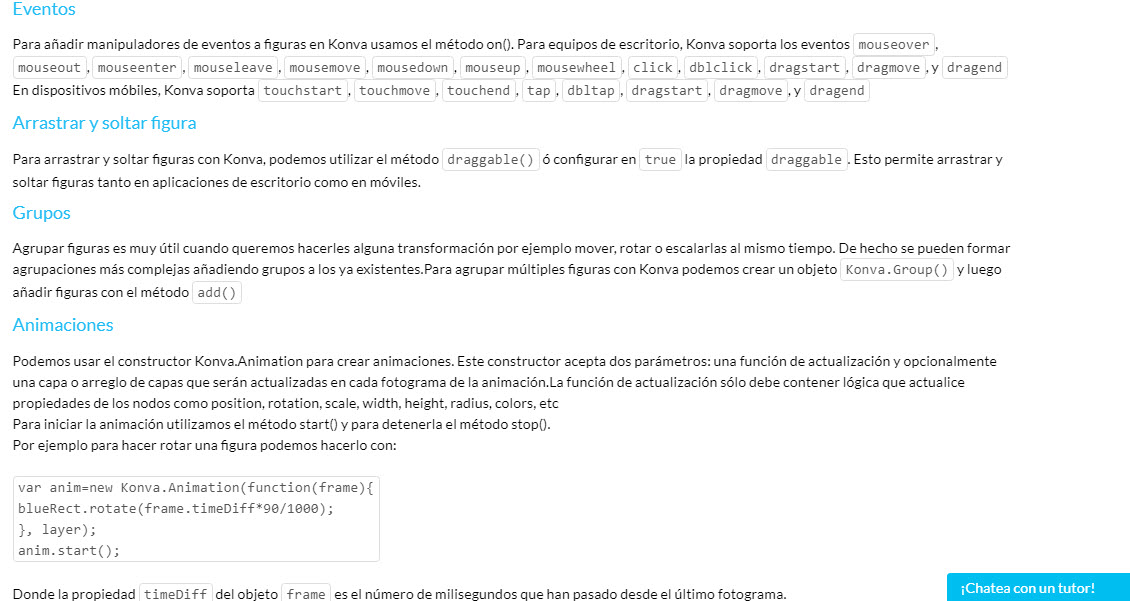 Eventos
Para añadir manipuladores de eventos a figuras en Konva usamos el método on(). Para equipos de escritorio, Konva soporta los eventos mouseover,
mouseout, mouseenter, mouseleave, mousemove, mousedown, mouseup, mousewheel, click, dblclick, dragstart, dragmove, y dragend
En dispositivos móbiles, Konva soporta touchstart, touchmove, touchend, tap, dbltap, dragstart, dragmove, y dragend
Arrastrar y soltar figura
Para arrastrar y soltar figuras con Konva, podemos utilizar el método draggable() ó configurar en true la propiedad draggable. Esto permite arrastrar y
soltar figuras tanto en aplicaciones de escritorio como en móviles.
Grupos
Agrupar figuras es muy útil cuando queremos hacerles alguna transformación por ejemplo mover, rotar o escalarlas al mismo tiempo. De hecho se pueden formar
agrupaciones más complejas añadiendo grupos a los ya existentes.Para agrupar múltiples figuras con Konva podemos crear un objeto Konva.Group() y luego
añadir figuras con el método add()
Animaciones
Podemos usar el constructor Konva.Animation para crear animaciones. Este constructor acepta dos parámetros: una función de actualización y opcionalmente
una capa o arreglo de capas que serán actualizadas en cada fotograma de la animación.La función de actualización sólo debe contener lógica que actualice
propiedades de los nodos como position, rotation, scale, width, height, radius, colors, etc
Para iniciar la animación utilizamos el método start() y para detenerla el método stop().
Por ejemplo para hacer rotar una figura podemos hacerlo con:
var anim=new Konva.Animation(function(frame){
blueRect.rotate(frame.timeDiff*90/1000);
}, layer);
anim.start();
Donde la propiedad timeDiff del objeto frame es el número de milisegundos que han pasado desde el último fotograma.
¡Chatea con un tutor!